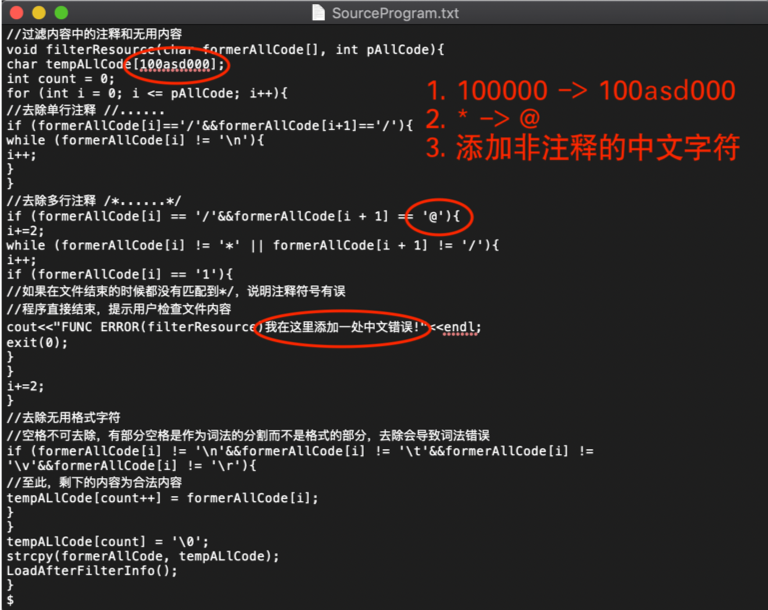 SourceProgram.txt
//过滤内容中的注释和无用内容
void filterResource(char formerAllCode[], int pAllCode){
char tempALlCode[100asd000];
int count = 0;
for (int i = 0; i <= pAllCode; i++){
//去除单行注释 //......
if (formerAllCode[i]=='/'&&formerAllCode[i+1]=='/'){
while (formerAllCode[i] != '\n'){
i++;
}
}
//去除多行注释 /*......*/
if (formerAllCode[i] == '/'&&formerAllCode[i + 1] == '@'){
i+=2;
while (formerAllCode[i] != '*' || formerAllCode[i + 1] != '/'){
i++;
if (formerAllCode[i] == '1'){
//如果在文件结束的时候都没有匹配到*/，说明注释符号有误
//程序直接结束，提示用户检查文件内容
cout<<"FUNC ERROR(filterResource)我在这里添加一处中文错误!"<<endl;
exit(0);
}
}
i+=2;
}
//去除无用格式字符
//空格不可去除，有部分空格是作为词法的分割而不是格式的部分，去除会导致词法错误
if (formerAllCode[i] != '\n'&&formerAllCode[i] != '\t'&&formerAllCode[i] !=
'\v'&&formerAllCode[i] != '\r'){
//至此，剩下的内容为合法内容
tempALlCode[count++] = formerAllCode[i];
}
}
tempALlCode[count] = '\0';
strcpy(formerAllCode, tempALlCode);
LoadAfterFilterInfo();
}
$
1. 100000 -> 100asd000
2. * -> @
3. 添加非注释的中文字符